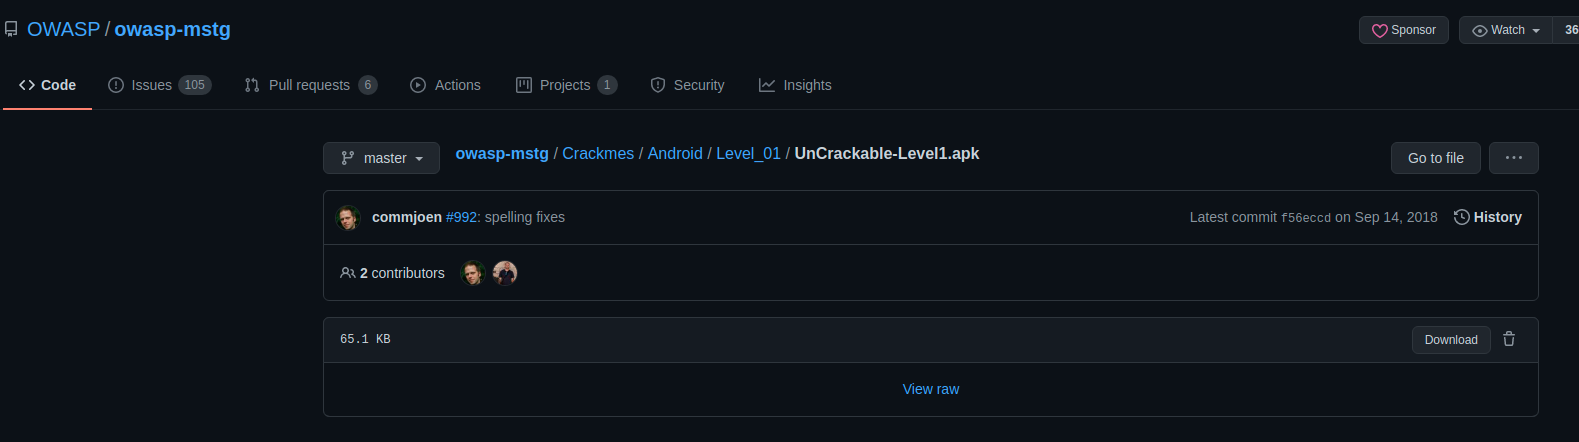 OWASP / owasp-mstg
Sponsor Watch 36
Code Issues 105 Pull requests 6 Actions Projects 1 Security Insights
master owasp-mstg / Crackmes / Android / Level_01 / UnCrackable-Level1.apk Go to file ...
commjoen #992: spelling fixes Latest commit f56eccd on Sep 14, 2018 History
2 contributors
65.1 KB Download
View raw